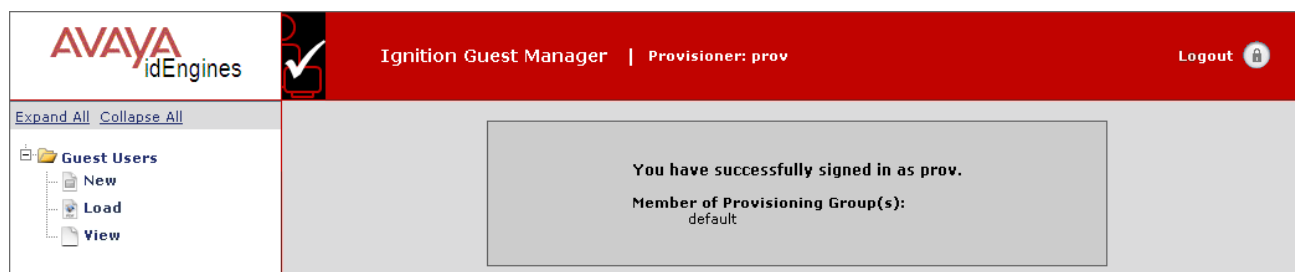 AVAYA
idEngines
Ignition Guest Manager | Provisioner: prov
Logout
Expand All Collapse All
Guest Users
New
Load
View
You have successfully signed in as prov.
Member of Provisioning Group(s):
default